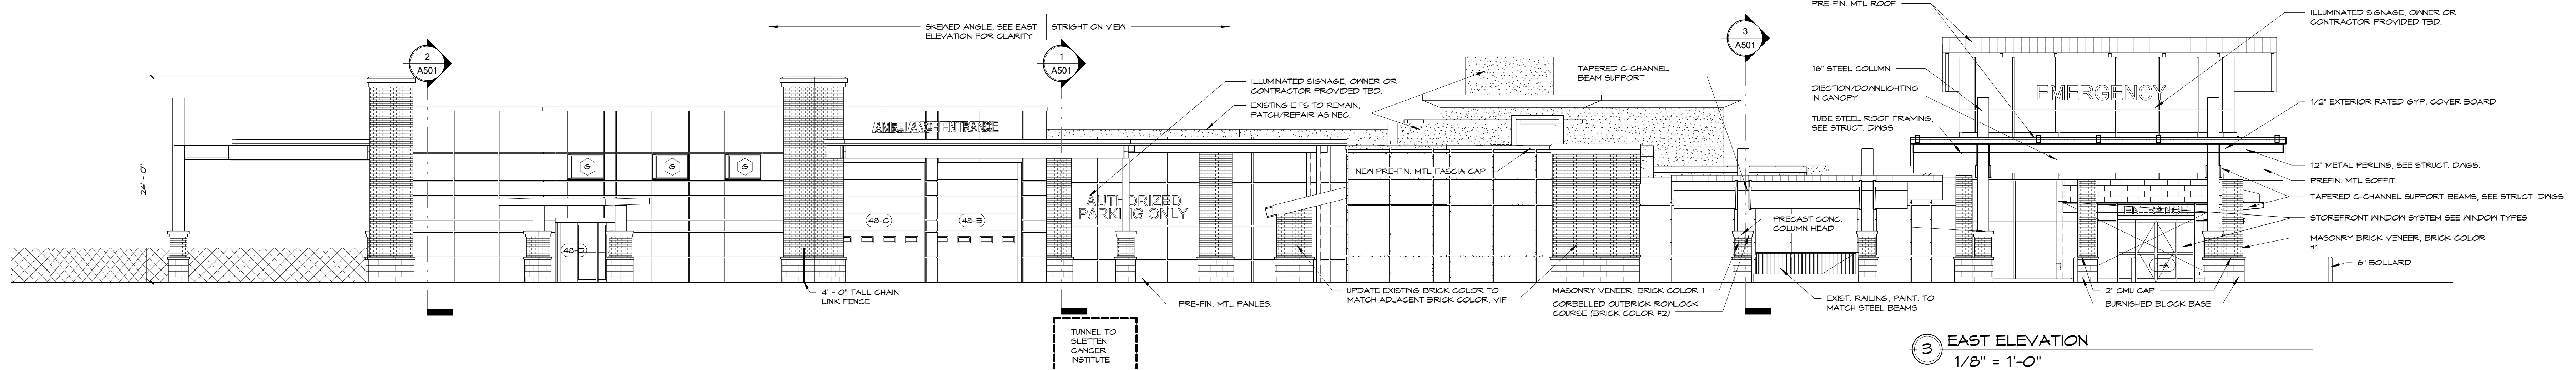 SKEWED ANGLE, SEE EAST
ELEVATION FOR CLARITY
STRIGHT ON VIEW
2
A501
1
A501
3
A501
24' - 0"
ILLUMINATED SIGNAGE, OWNER OR
CONTRACTOR PROVIDED TBD.
EXISTING EIFS TO REMAIN,
PATCH/REPAIR AS NEC.
TAPERED C-CHANNEL
BEAM SUPPORT
AMBULANCE ENTRANCE
G
G
G
48-D
48-C
48-B
AUTHORIZED
PARKING ONLY
NEW PRE-FIN. MTL FASCIA CAP
PRECAST CONC.
COLUMN HEAD
4' - 0" TALL CHAIN
LINK FENCE
PRE-FIN. MTL PANLES.
UPDATE EXISTING BRICK COLOR TO
MATCH ADJACENT BRICK COLOR, VIF
MASONRY VENEER, BRICK COLOR 1
CORBELLED OUTBRICK ROWLOCK
COURSE (BRICK COLOR #2)
EXIST. RAILING, PAINT. TO
MATCH STEEL BEAMS
TUNNEL TO
SLETTEN
CANCER
INSTITUTE
PRE-FIN. MTL ROOF
16" STEEL COLUMN
DIECTION/DOWNLIGHTING
IN CANOPY
TUBE STEEL ROOF FRAMING,
SEE STRUCT. DWGS
EMERGENCY
ENTRANCE
1-A
ILLUMINATED SIGNAGE, OWNER OR
CONTRACTOR PROVIDED TBD.
1/2" EXTERIOR RATED GYP. COVER BOARD
12" METAL PERLINS, SEE STRUCT. DWGS.
PREFIN. MTL SOFFIT.
TAPERED C-CHANNEL SUPPORT BEAMS, SEE STRUCT. DWGS.
STOREFRONT WINDOW SYSTEM SEE WINDOW TYPES
MASONRY BRICK VENEER, BRICK COLOR
#1
6" BOLLARD
2" CMU CAP
BURNISHED BLOCK BASE
3
EAST ELEVATION
1/8" = 1'-0"